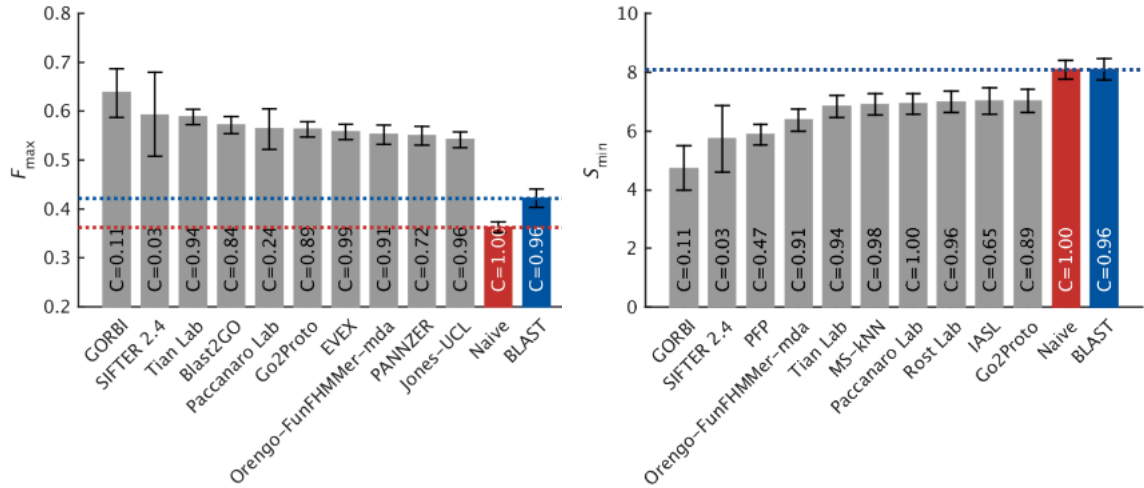 0.8
0.7
0.6
0.5
0.4
0.3
0.2
Fmax
C=0.11
C=0.03
C=0.94
C=0.84
C=0.24
C=0.89
C=0.99
C=0.91
C=0.72
C=0.96
C=1.00
C=0.96
GORBI
SIFTER 2.4
Tian Lab
Blast2GO
Paccanaro Lab
Go2Proto
EVEX
Orengo-FunFHMMer-mda
PANNZER
Jones-UCL
Naive
BLAST
10
8
6
4
2
0
Smin
C=0.11
C=0.03
C=0.47
C=0.91
C=0.94
C=0.98
C=1.00
C=0.96
C=0.65
C=0.89
C=1.00
C=0.96
GORBI
SIFTER 2.4
PFP
Orengo-FunFHMMer-mda
Tian Lab
MS-kNN
Paccanaro Lab
Rost Lab
IASL
Go2Proto
Naive
BLAST